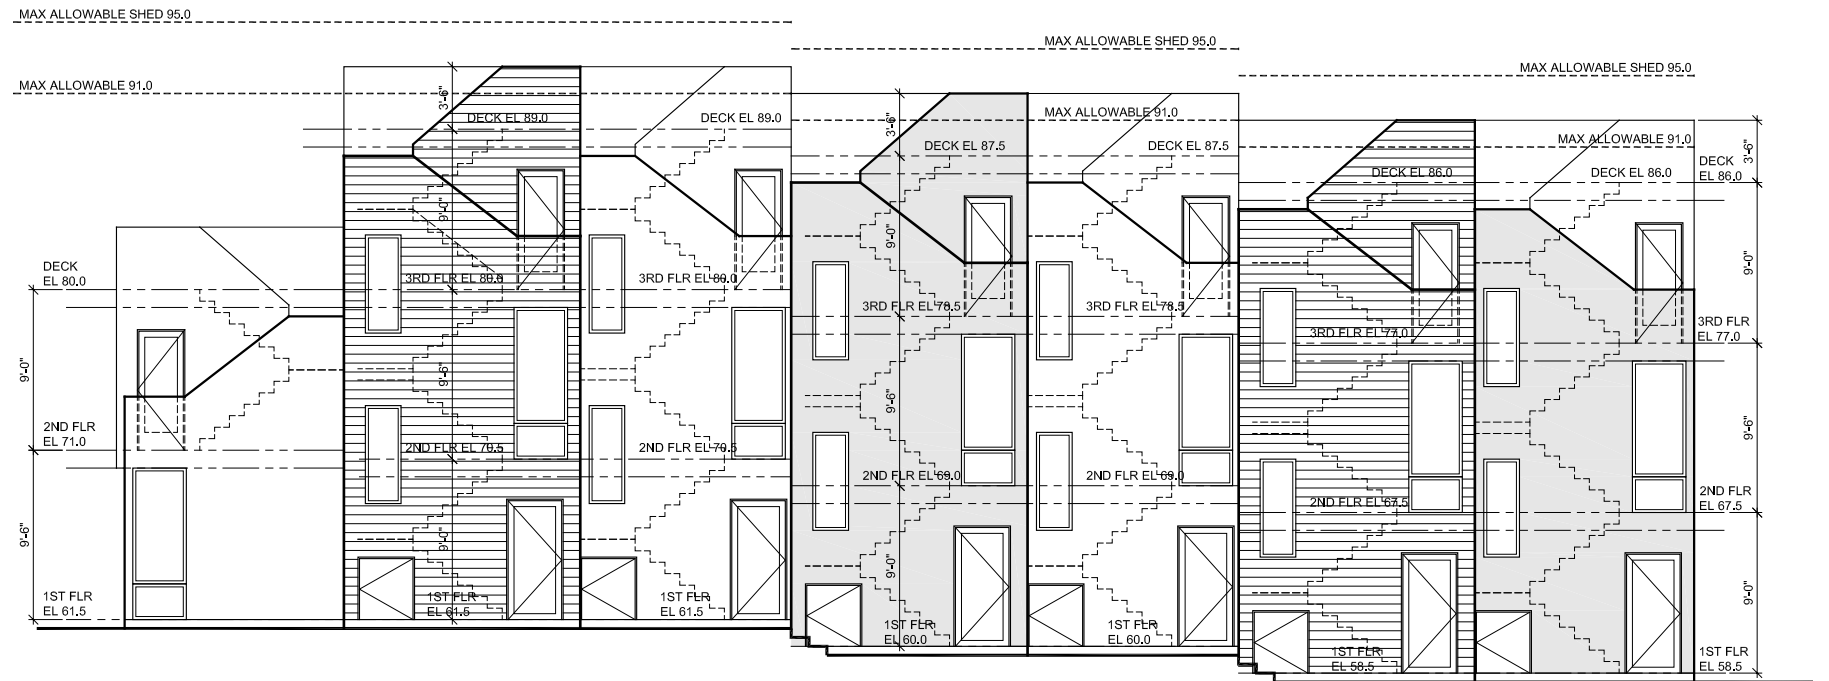 MAX ALLOWABLE SHED 95.0
MAX ALLOWABLE SHED 95.0
MAX ALLOWABLE SHED 95.0
MAX ALLOWABLE 91.0
MAX ALLOWABLE 91.0
MAX ALLOWABLE 91.0
3'-6"
3'-6"
3'-6"
DECK EL 89.0
DECK EL 89.0
DECK EL 87.5
DECK EL 87.5
DECK EL 86.0
DECK EL 86.0
DECK
EL 86.0
9'-0"
9'-0"
9'-0"
DECK
EL 80.0
3RD FLR EL 80.0
3RD FLR EL 80.0
3RD FLR EL 78.5
3RD FLR EL 78.5
3RD FLR EL 77.0
3RD FLR
EL 77.0
9'-0"
9'-6"
9'-6"
9'-6"
2ND FLR
EL 71.0
2ND FLR EL 70.5
2ND FLR EL 70.5
2ND FLR EL 69.0
2ND FLR EL 69.0
2ND FLR EL 67.5
2ND FLR
EL 67.5
9'-6"
9'-0"
9'-0"
9'-0"
1ST FLR
EL 61.5
1ST FLR
EL 61.5
1ST FLR
EL 61.5
1ST FLR
EL 60.0
1ST FLR
EL 60.0
1ST FLR
EL 58.5
1ST FLR
EL 58.5